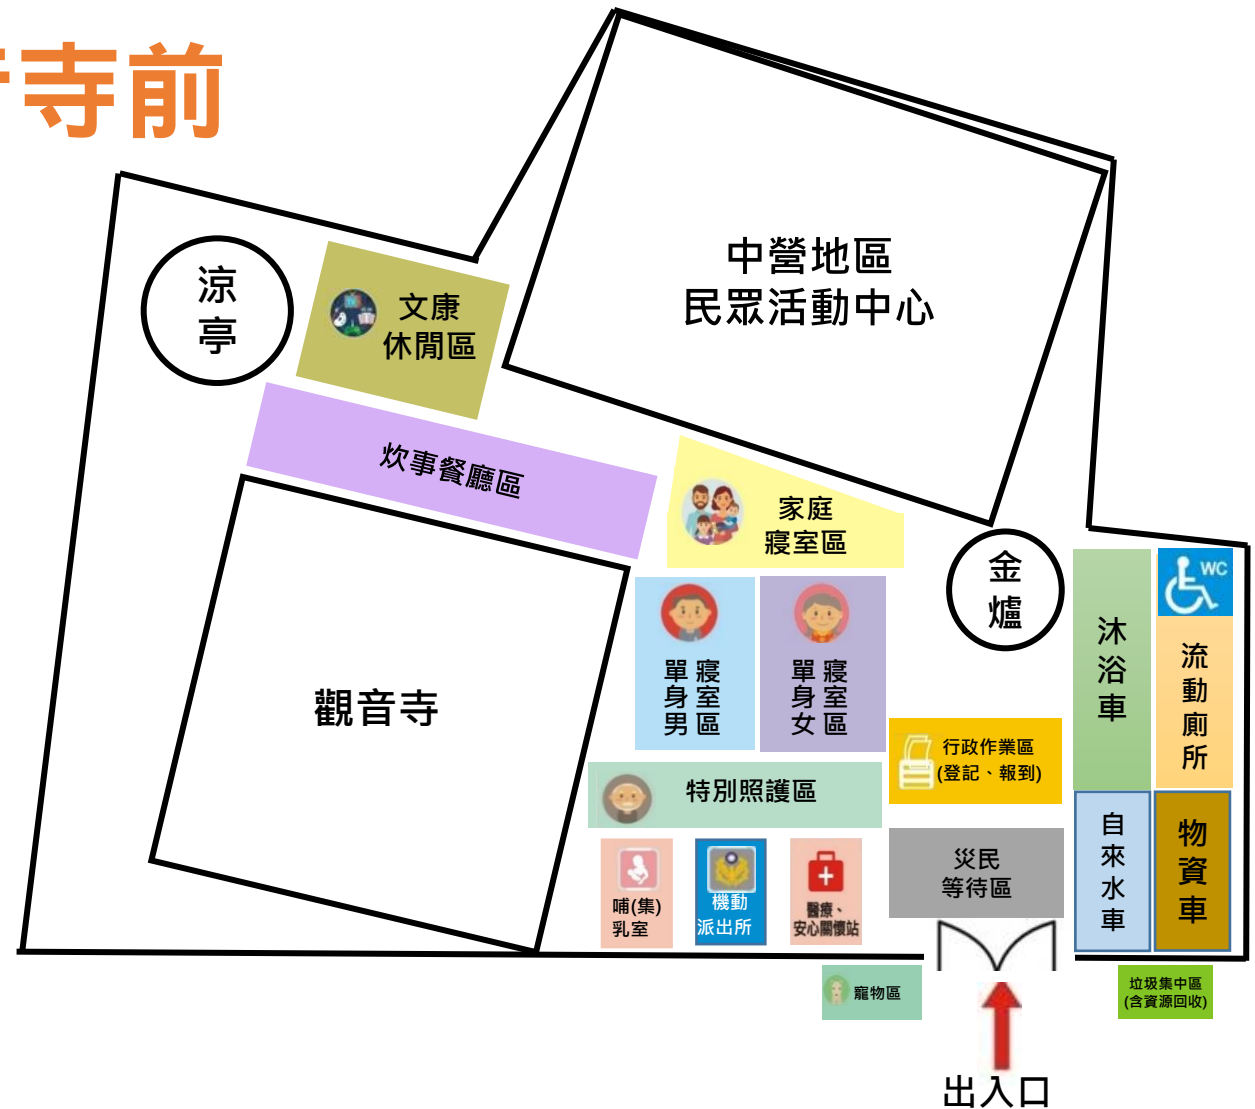 寺前
中營地區
民眾活動中心
涼
亭
文康
休閒區
炊事餐廳區
家庭
寢室區
金
爐
WC
沐浴車
流動廁所
單身男
寢室區
單身女
寢室區
觀音寺
行政作業區
(登記、報到)
特別照護區
自來水車
物資車
災民
等待區
哺(集)
乳室
機動
派出所
醫療、
安心關懷站
寵物區
垃圾集中區
(含資源回收)
出入口